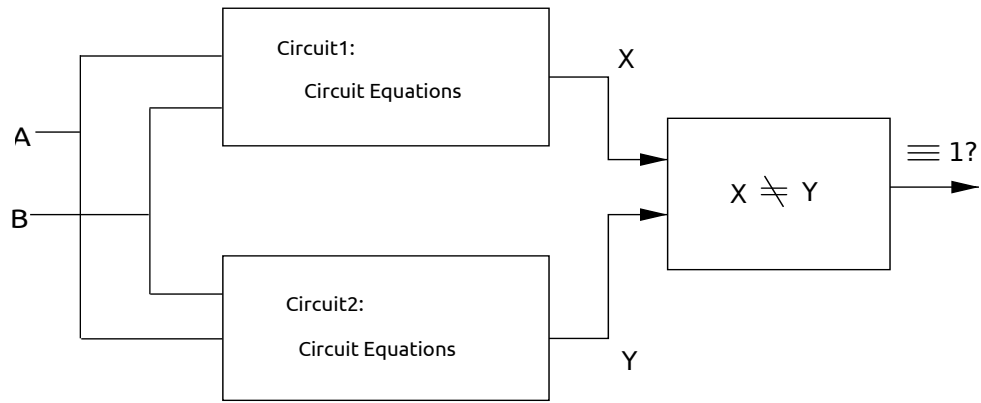 Circuit1:
Circuit Equations
X
A
B
X ≠ Y
≡ 1?
Circuit2:
Circuit Equations
Y